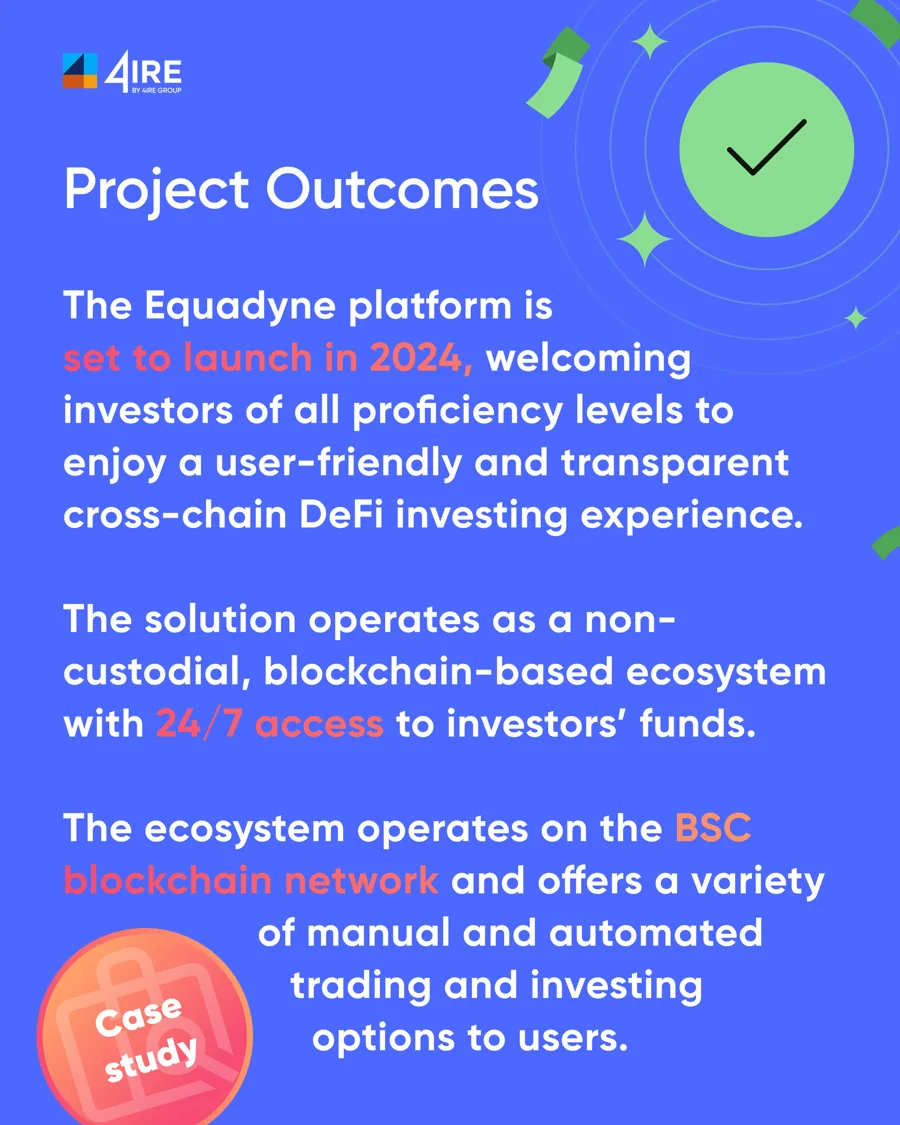 4IRE
BY 4IRE GROUP
Project Outcomes
The Equadyne platform is
set to launch in 2024, welcoming
investors of all proficiency levels to
enjoy a user-friendly and transparent
cross-chain DeFi investing experience.
The solution operates as a non-
custodial, blockchain-based ecosystem
with 24/7 access to investors’ funds.
The ecosystem operates on the BSC
blockchain network and offers a variety
of manual and automated
trading and investing
options to users.
Case
study